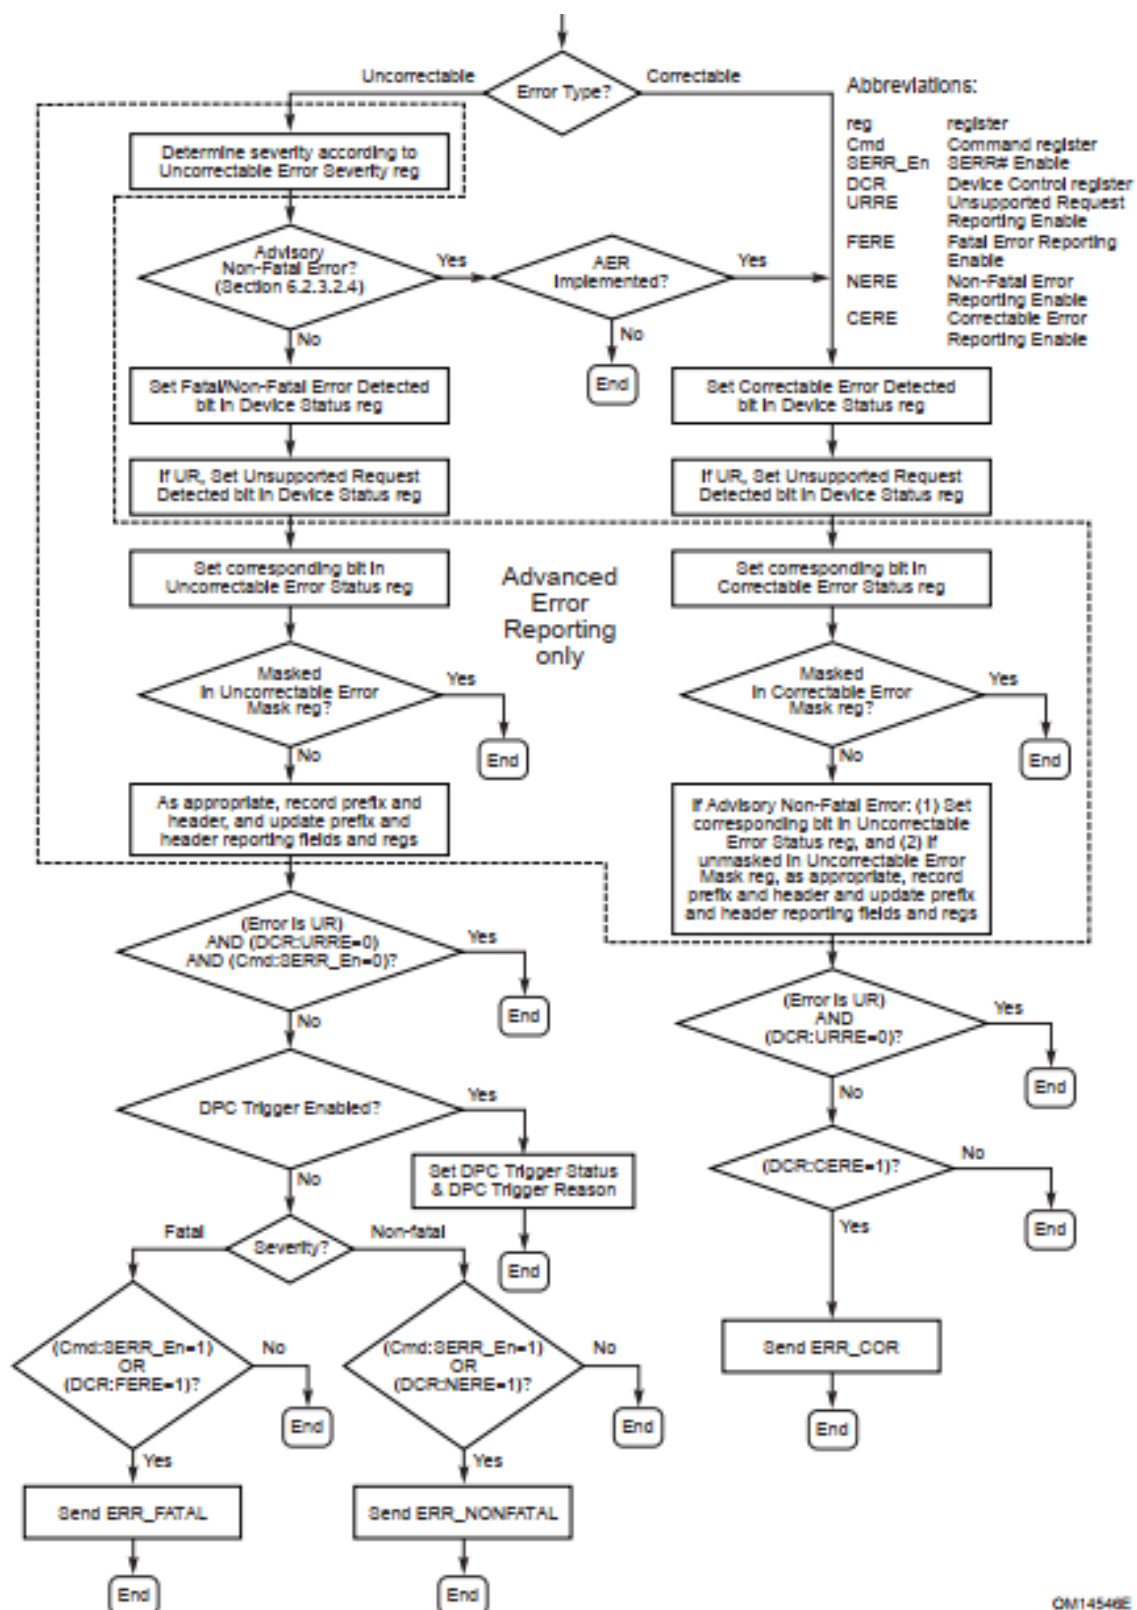 Uncorrectable
Error Type?
Correctable
Abbreviations:
reg register
Cmd Command register
SERR_En SERR# Enable
DCR Device Control register
URRE Unsupported Request
Reporting Enable
FERE Fatal Error Reporting
Enable
NERE Non-Fatal Error
Reporting Enable
CERE Correctable Error
Reporting Enable
Determine severity according to
Uncorrectable Error Severity reg
Advisory
Non-Fatal Error?
(Section 6.2.3.2.4)
Yes
No
AER
Implemented?
Yes
No
End
Set Fatal/Non-Fatal Error Detected
bit in Device Status reg
Set Correctable Error Detected
bit in Device Status reg
If UR, Set Unsupported Request
Detected bit in Device Status reg
If UR, Set Unsupported Request
Detected bit in Device Status reg
Set corresponding bit in
Uncorrectable Error Status reg
Advanced
Error
Reporting
only
Set corresponding bit in
Correctable Error Status reg
Masked
in Uncorrectable Error
Mask reg?
Yes
End
No
Masked
in Correctable Error
Mask reg?
Yes
End
No
As appropriate, record prefix and
header, and update prefix and
header reporting fields and regs
If Advisory Non-Fatal Error: (1) Set
corresponding bit in Uncorrectable
Error Status reg, and (2) if
unmasked in Uncorrectable Error
Mask reg, as appropriate, record
prefix and header and update prefix
and header reporting fields and regs
(Error is UR)
AND (DCR:URRE=0)
AND (Cmd:SERR_En=0)?
Yes
End
No
(Error is UR)
AND
(DCR:URRE=0)?
Yes
End
No
DPC Trigger Enabled?
Yes
No
Set DPC Trigger Status
& DPC Trigger Reason
End
(DCR:CERE=1)?
No
End
Yes
Fatal
Severity?
Non-fatal
(Cmd:SERR_En=1)
OR
(DCR:FERE=1)?
No
End
Yes
(Cmd:SERR_En=1)
OR
(DCR:NERE=1)?
No
End
Yes
Send ERR_COR
End
Send ERR_FATAL
End
Send ERR_NONFATAL
End
OM14546E